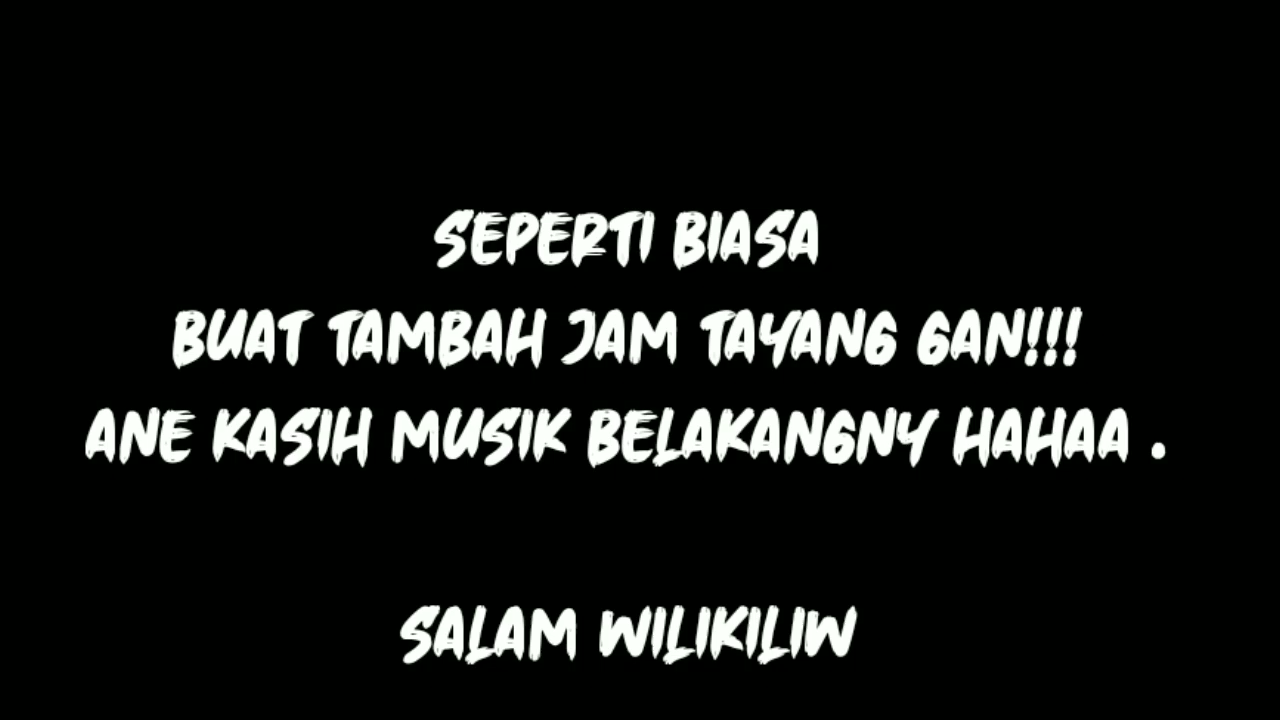 SEPERTI BIASA
BUAT TAMBAH JAM TAYANG GAN!!!
ANE KASIH MUSIK BELAKANGNY HAHAA .
SALAM WILIKILIW